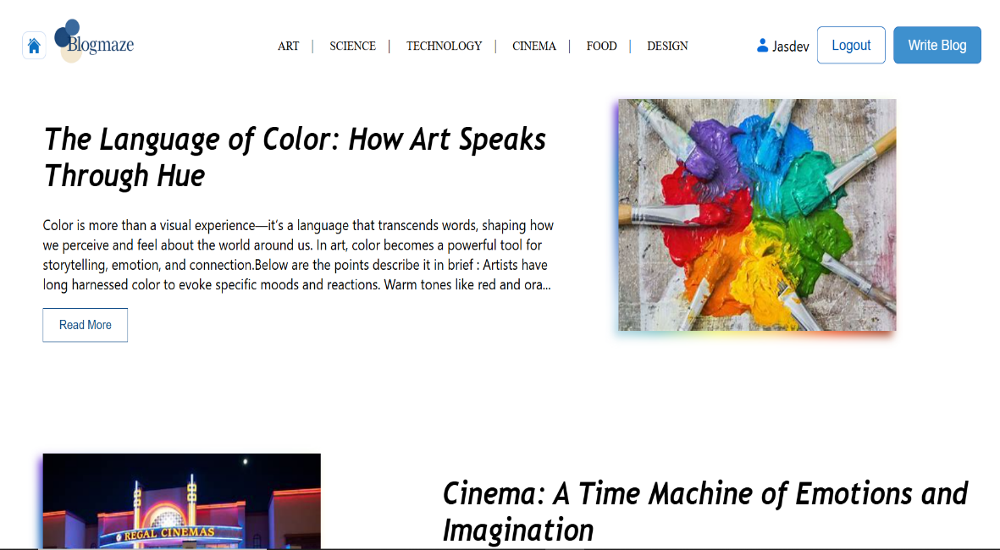 Blogmaze
ART | SCIENCE | TECHNOLOGY | CINEMA | FOOD | DESIGN
Jasdev
Logout
Write Blog
The Language of Color: How Art Speaks
Through Hue
Color is more than a visual experience—it's a language that transcends words, shaping how
we perceive and feel about the world around us. In art, color becomes a powerful tool for
storytelling, emotion, and connection.Below are the points describe it in brief : Artists have
long harnessed color to evoke specific moods and reactions. Warm tones like red and ora...
Read More
REGAL CINEMAS
Cinema: A Time Machine of Emotions and
Imagination